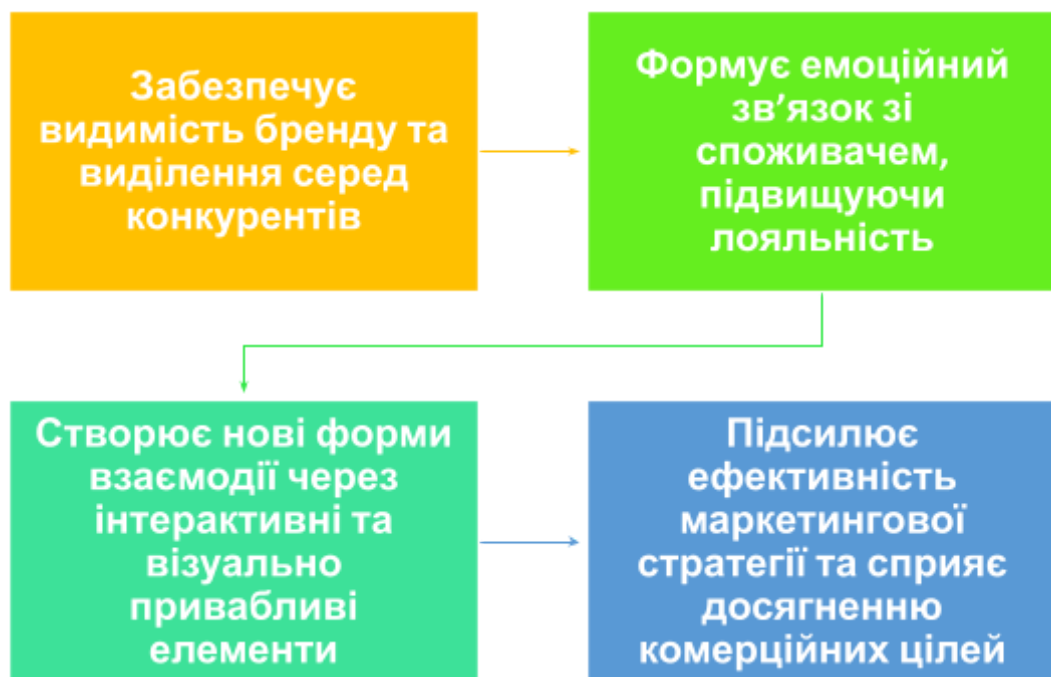 Забезпечує
видимість бренду та
виділення серед
конкурентів
Формує емоційний
зв’язок зі
споживачем,
підвищуючи
лояльність
Створює нові форми
взаємодії через
інтерактивні та
візуально
привабливі
елементи
Підсилює
ефективність
маркетингової
стратегії та сприяє
досягненню
комерційних цілей